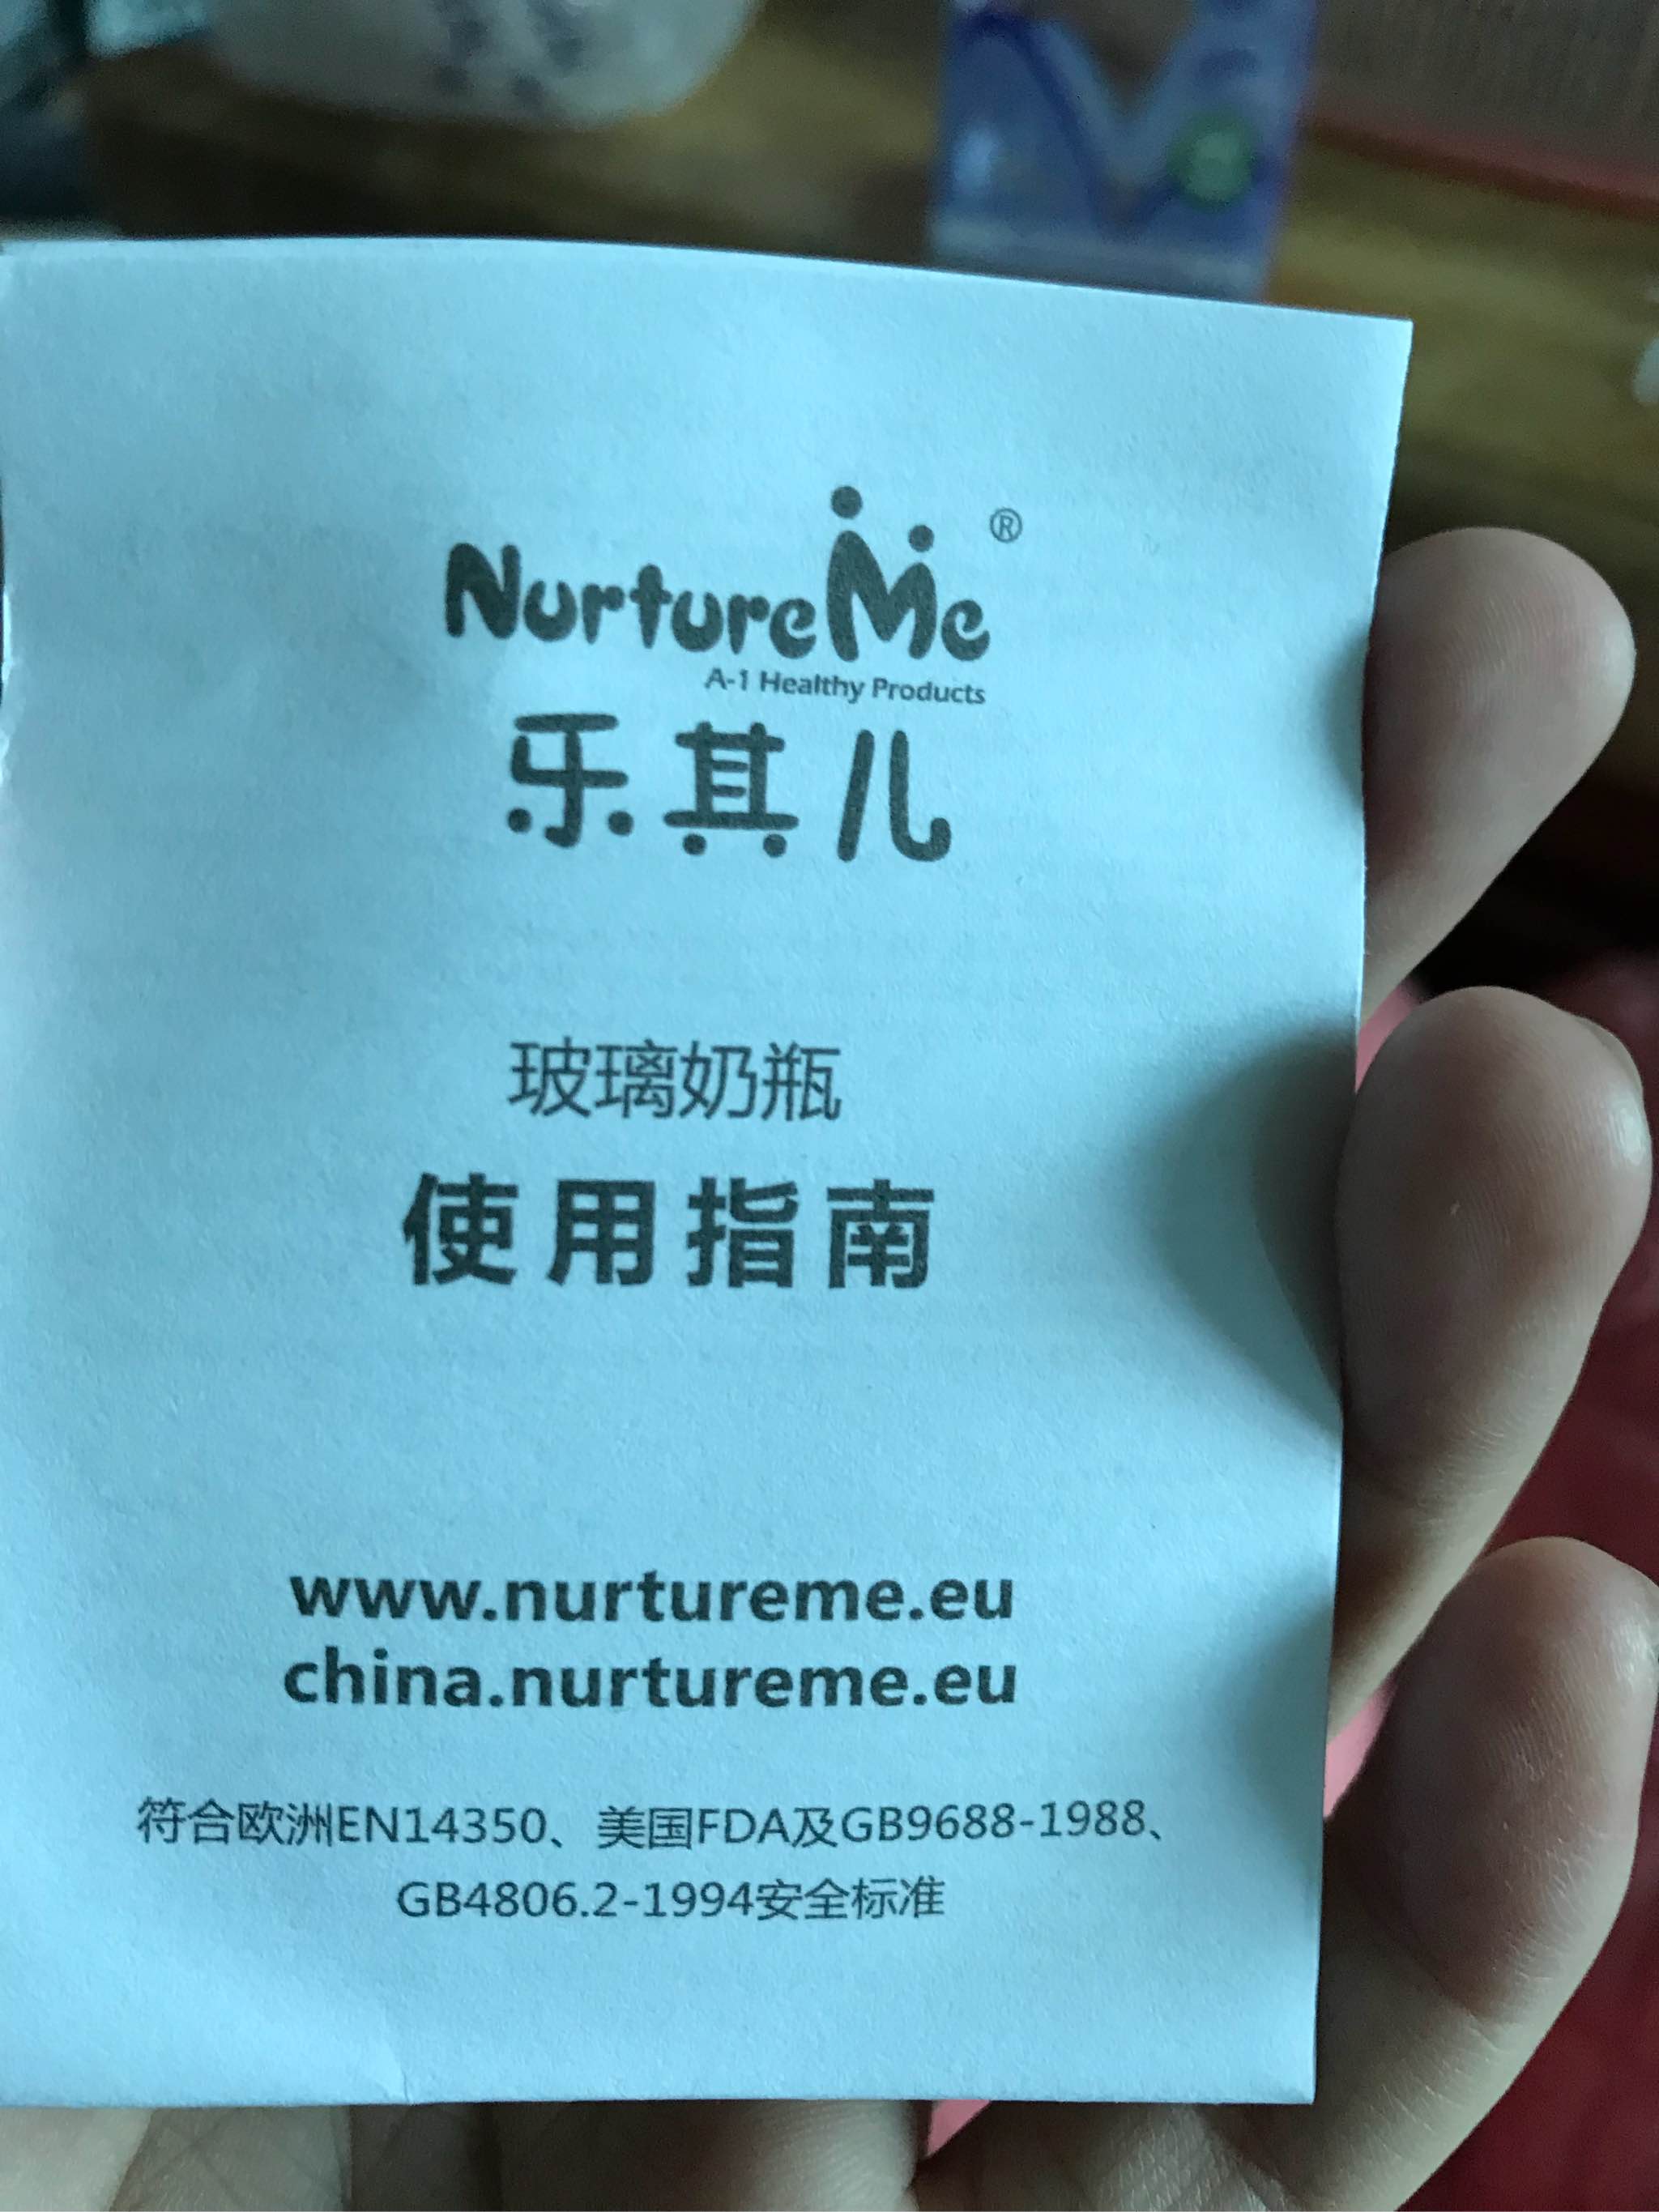 NurtureMe®
A-1 Healthy Products
乐其儿
玻璃奶瓶
使用指南
www.nurtureme.eu
china.nurtureme.eu
符合欧洲EN14350、美国FDA及GB9688-1988、
GB4806.2-1994安全标准